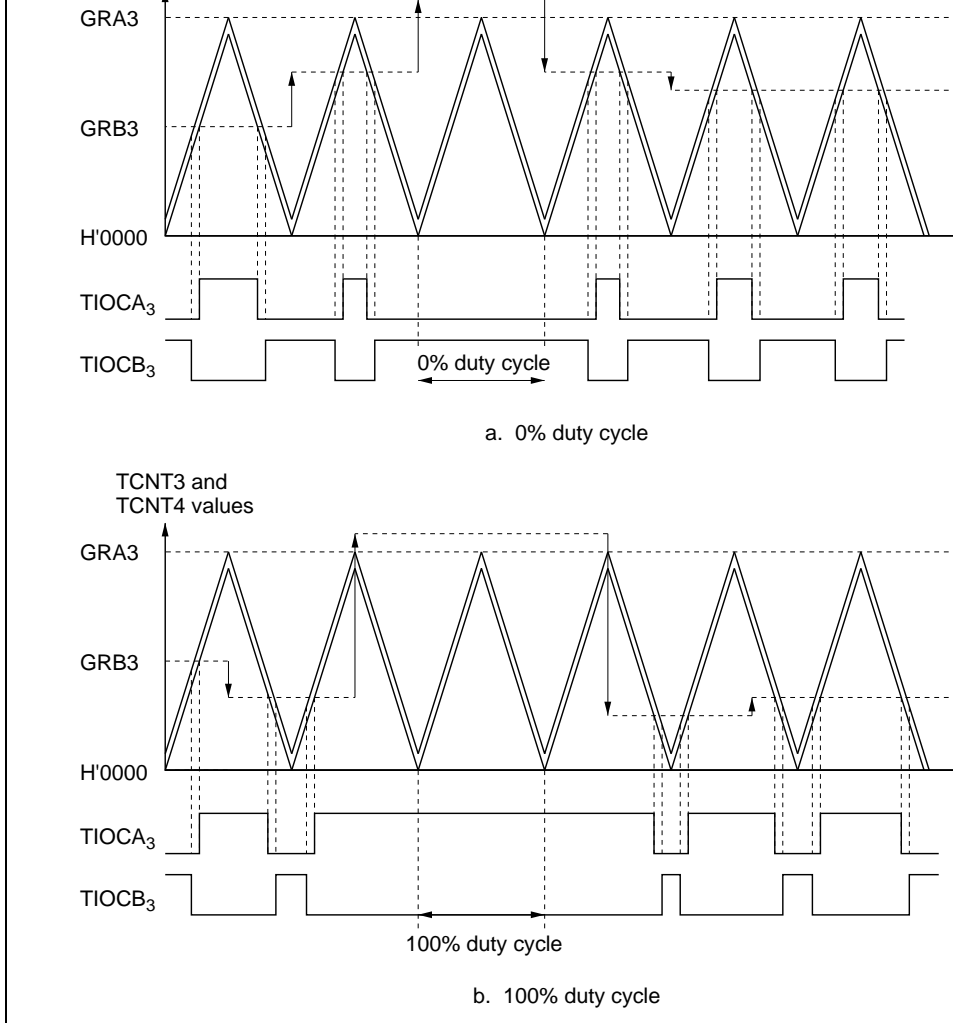 GRA3
GRB3
H'0000
TIOCA3
TIOCB3
0% duty cycle
a. 0% duty cycle
TCNT3 and
TCNT4 values
GRA3
GRB3
H'0000
TIOCA3
TIOCB3
100% duty cycle
b. 100% duty cycle